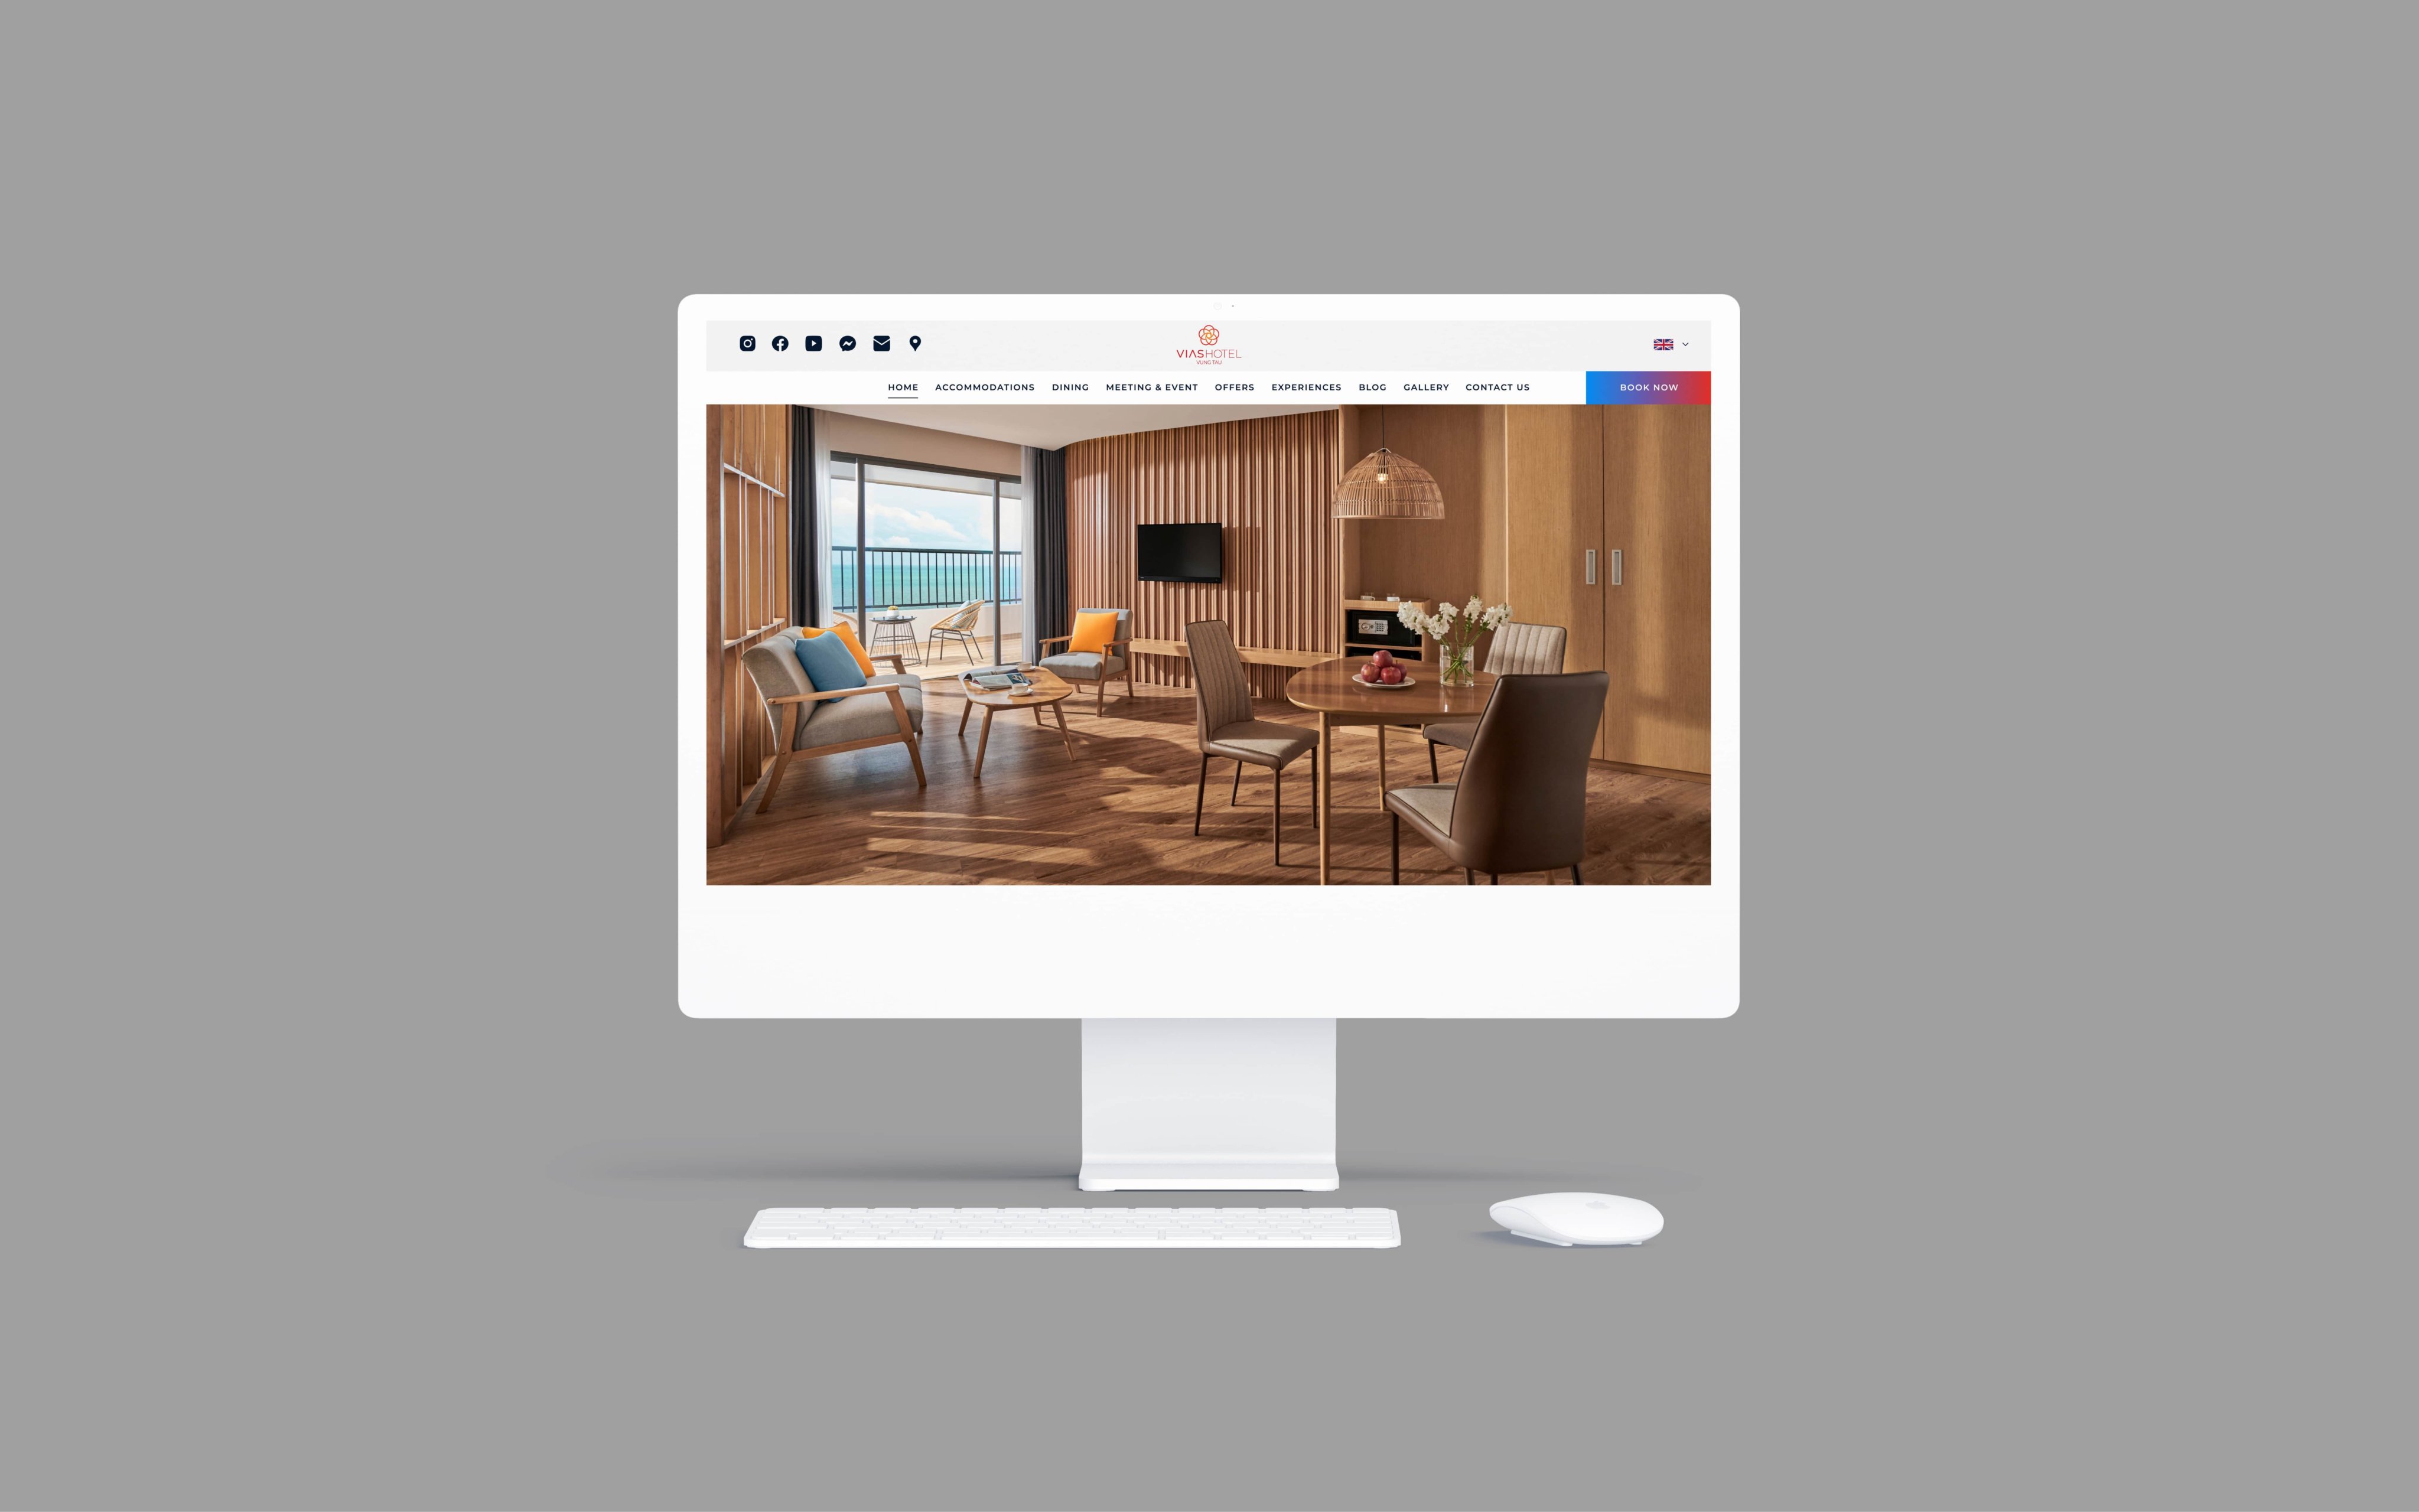 VIASHOTEL
VUNG TAU
HOME ACCOMMODATIONS DINING MEETING & EVENT OFFERS EXPERIENCES BLOG GALLERY CONTACT US BOOK NOW